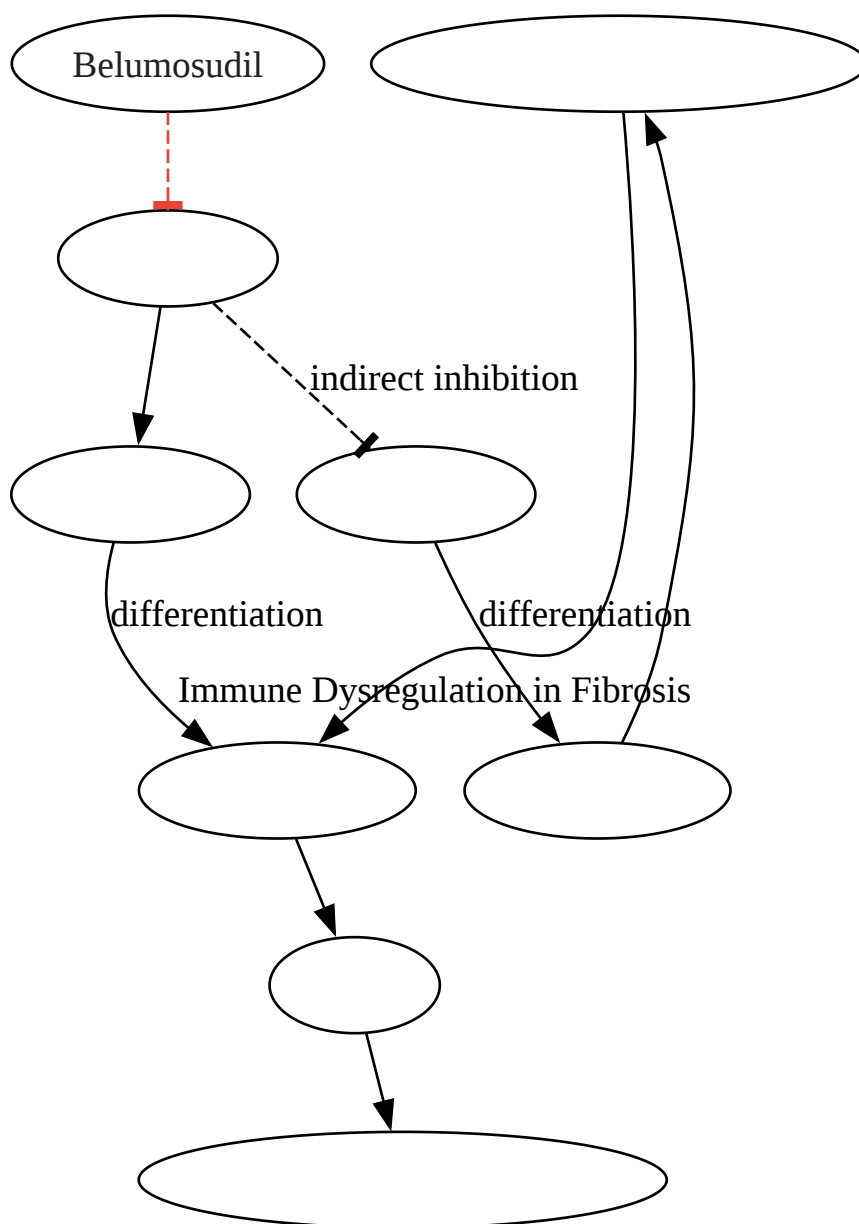 Belumosudil
indirect inhibition
differentiation
differentiation
Immune Dysregulation in Fibrosis